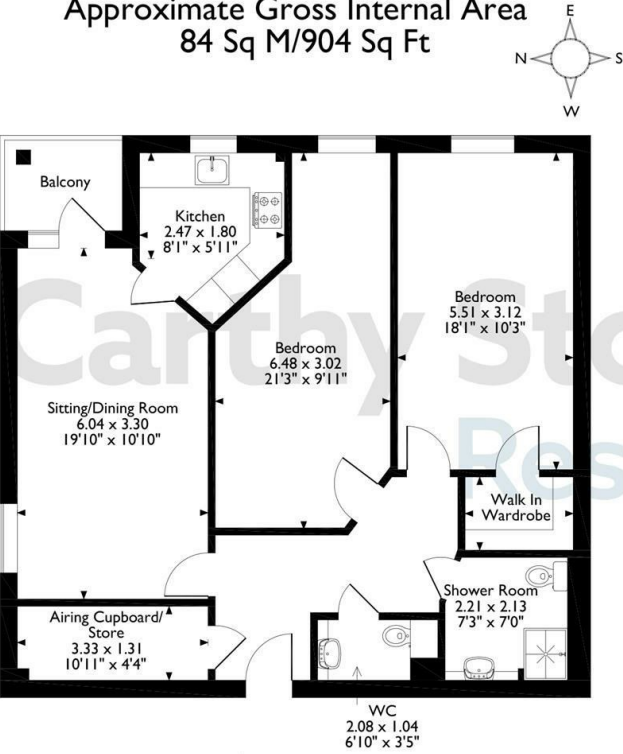 Approximate Gross Internal Area
84 Sq M/904 Sq Ft
E
N
S
W
Balcony
Kitchen
2.47 x 1.80
8'1" x 5'11"
Bedroom
5.51 x 3.12
18'1" x 10'3"
Bedroom
6.48 x 3.02
21'3" x 9'11"
Sitting/Dining Room
6.04 x 3.30
19'10" x 10'10"
Walk In
Wardrobe
Shower Room
2.21 x 2.13
7'3" x 7'0"
Airing Cupboard/
Store
3.33 x 1.31
10'11" x 4'4"
WC
2.08 x 1.04
6'10" x 3'5"
Carthy Sto
Res